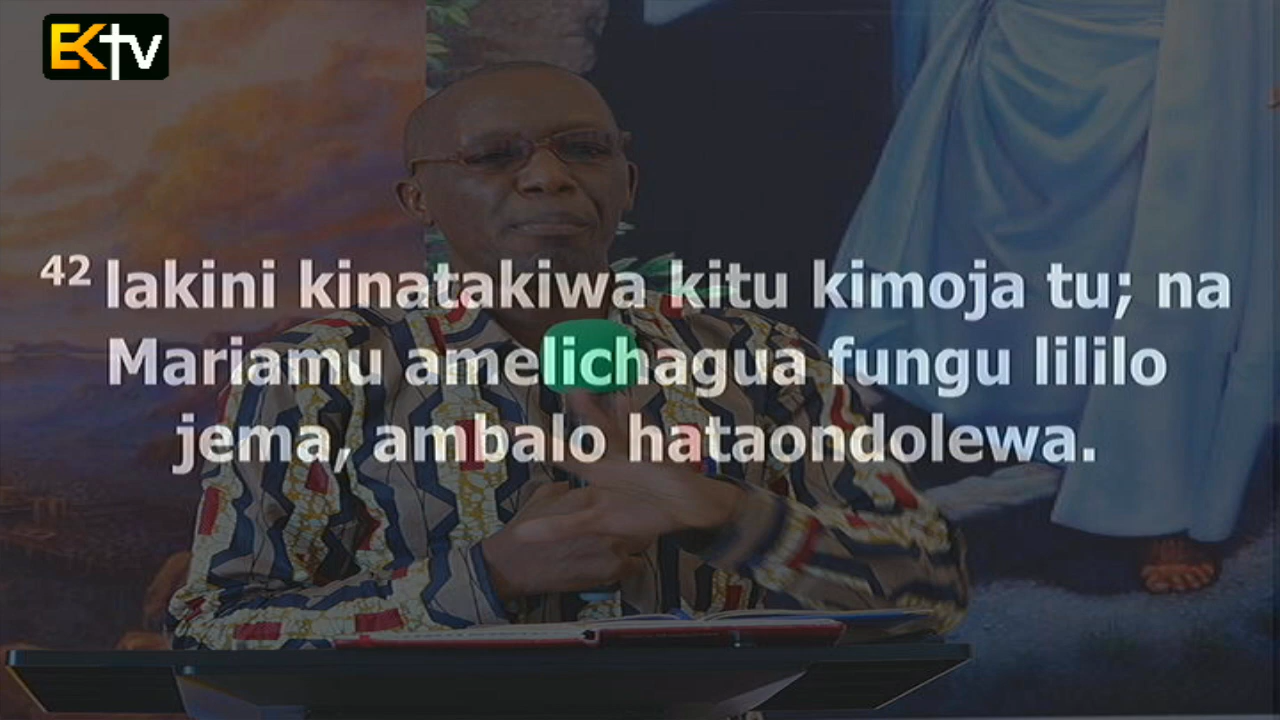 EKtv
42 lakini kinatakiwa kitu kimoja tu; na
Mariamu amelichagua fungu lililo
jema, ambalo hataondolewa.